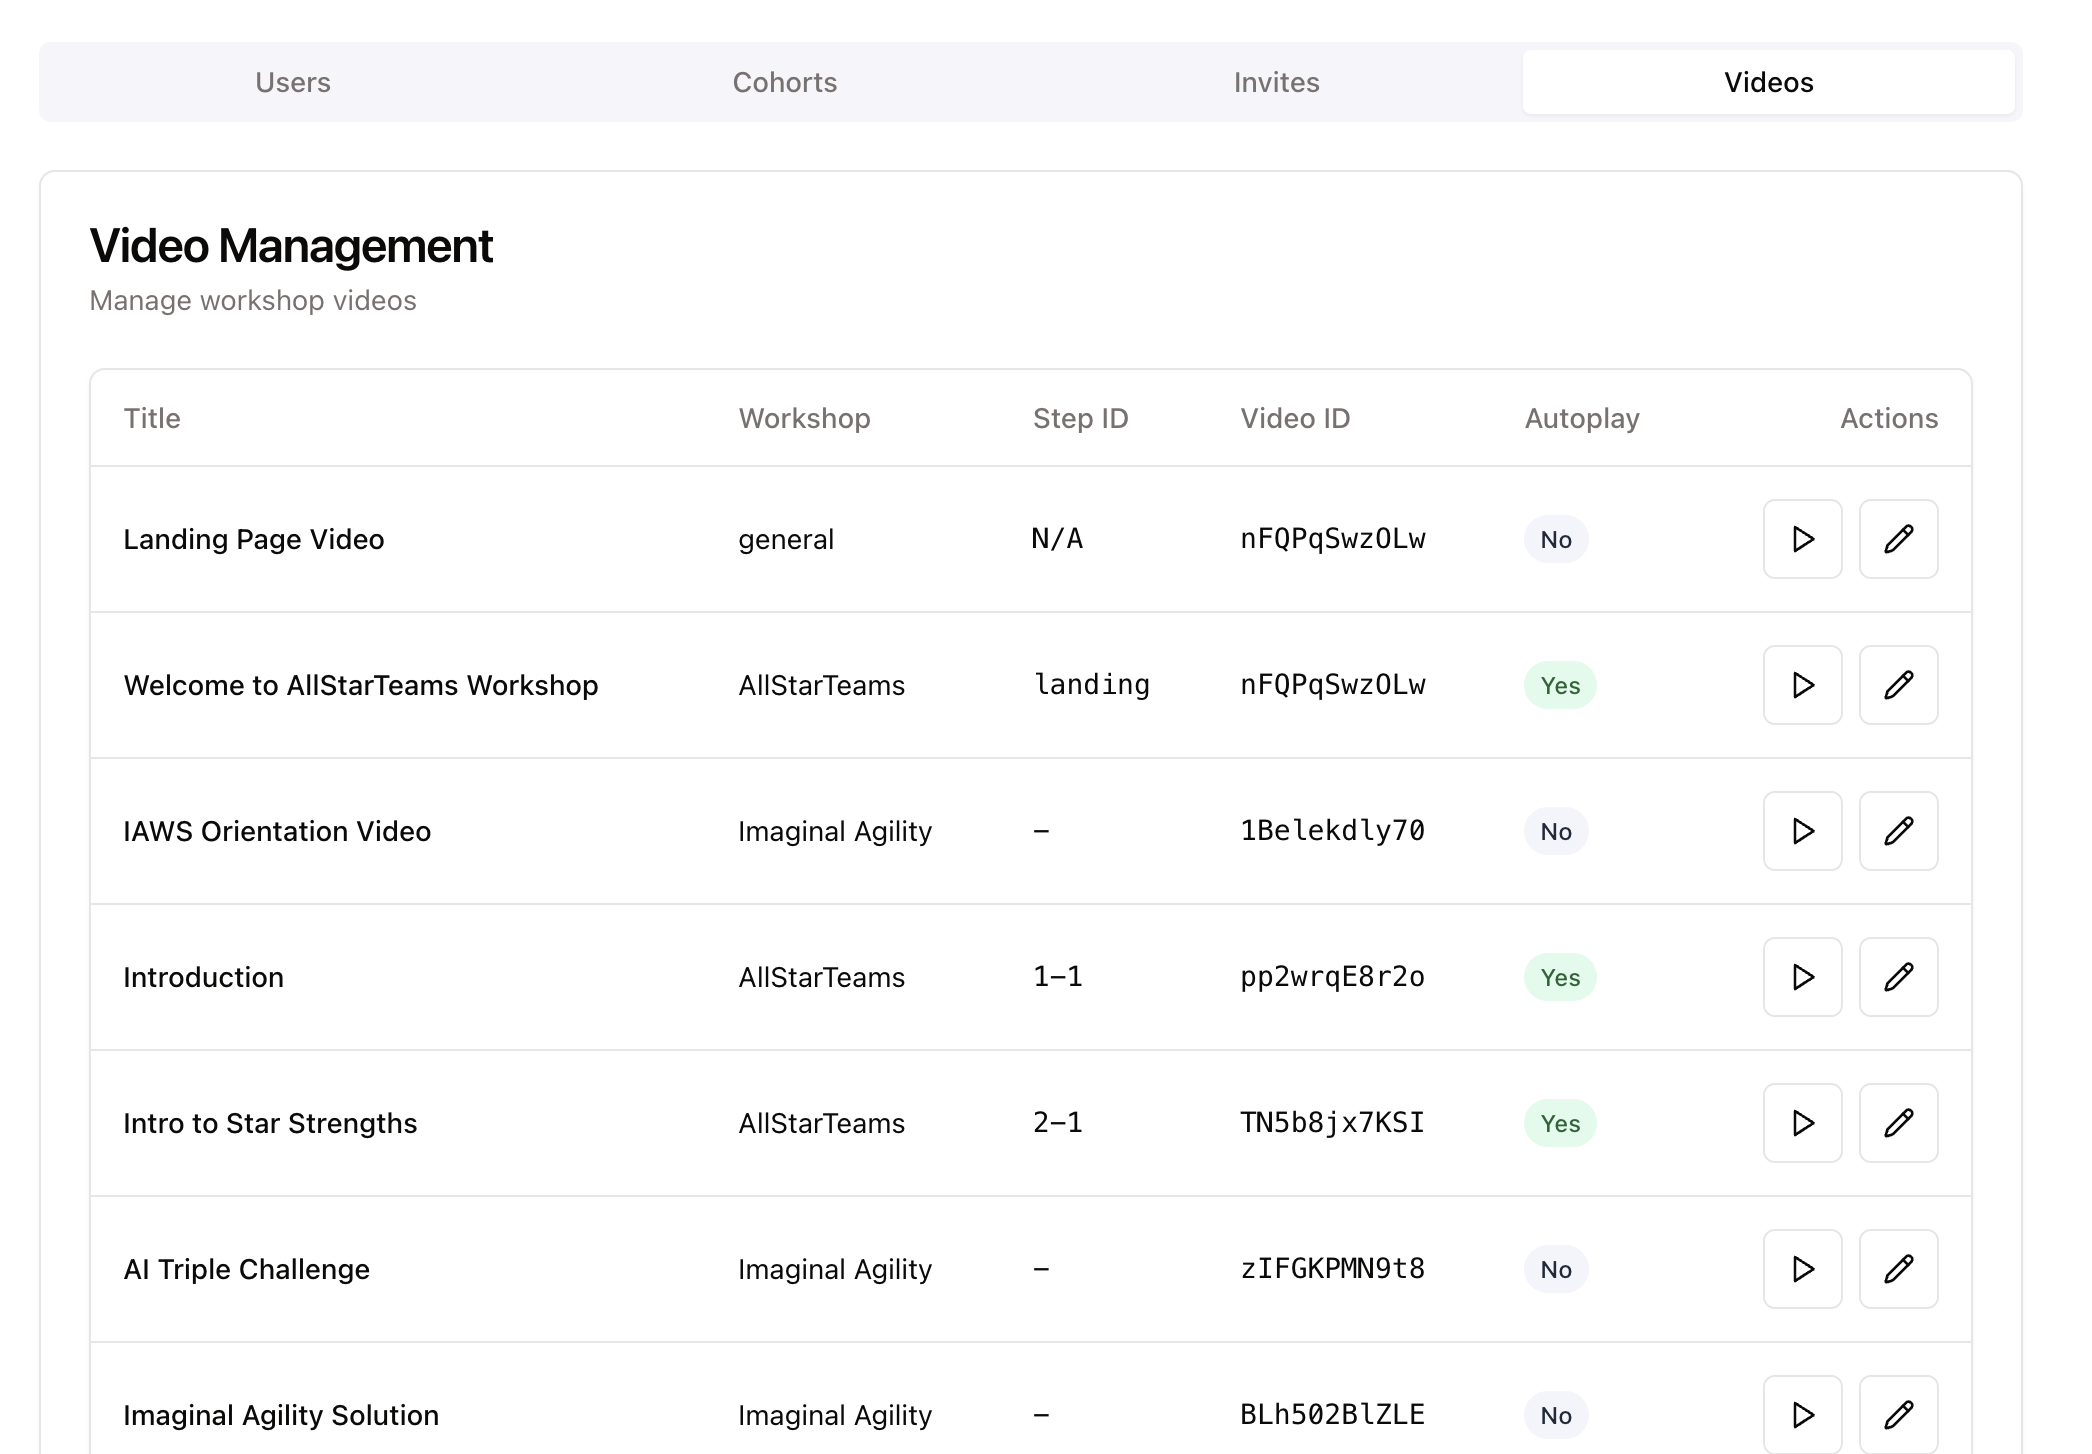 Users Cohorts Invites Videos
Video Management
Manage workshop videos
Title Workshop Step ID Video ID Autoplay Actions
Landing Page Video general N/A nFQPqSwzOLw No
Welcome to AllStarTeams Workshop AllStarTeams landing nFQPqSwzOLw Yes
IAWS Orientation Video Imaginal Agility – 1Belekdly70 No
Introduction AllStarTeams 1–1 pp2wrqE8r2o Yes
Intro to Star Strengths AllStarTeams 2–1 TN5b8jx7KSI Yes
AI Triple Challenge Imaginal Agility – zIFGKPMN9t8 No
Imaginal Agility Solution Imaginal Agility – BLh502BlZLE No